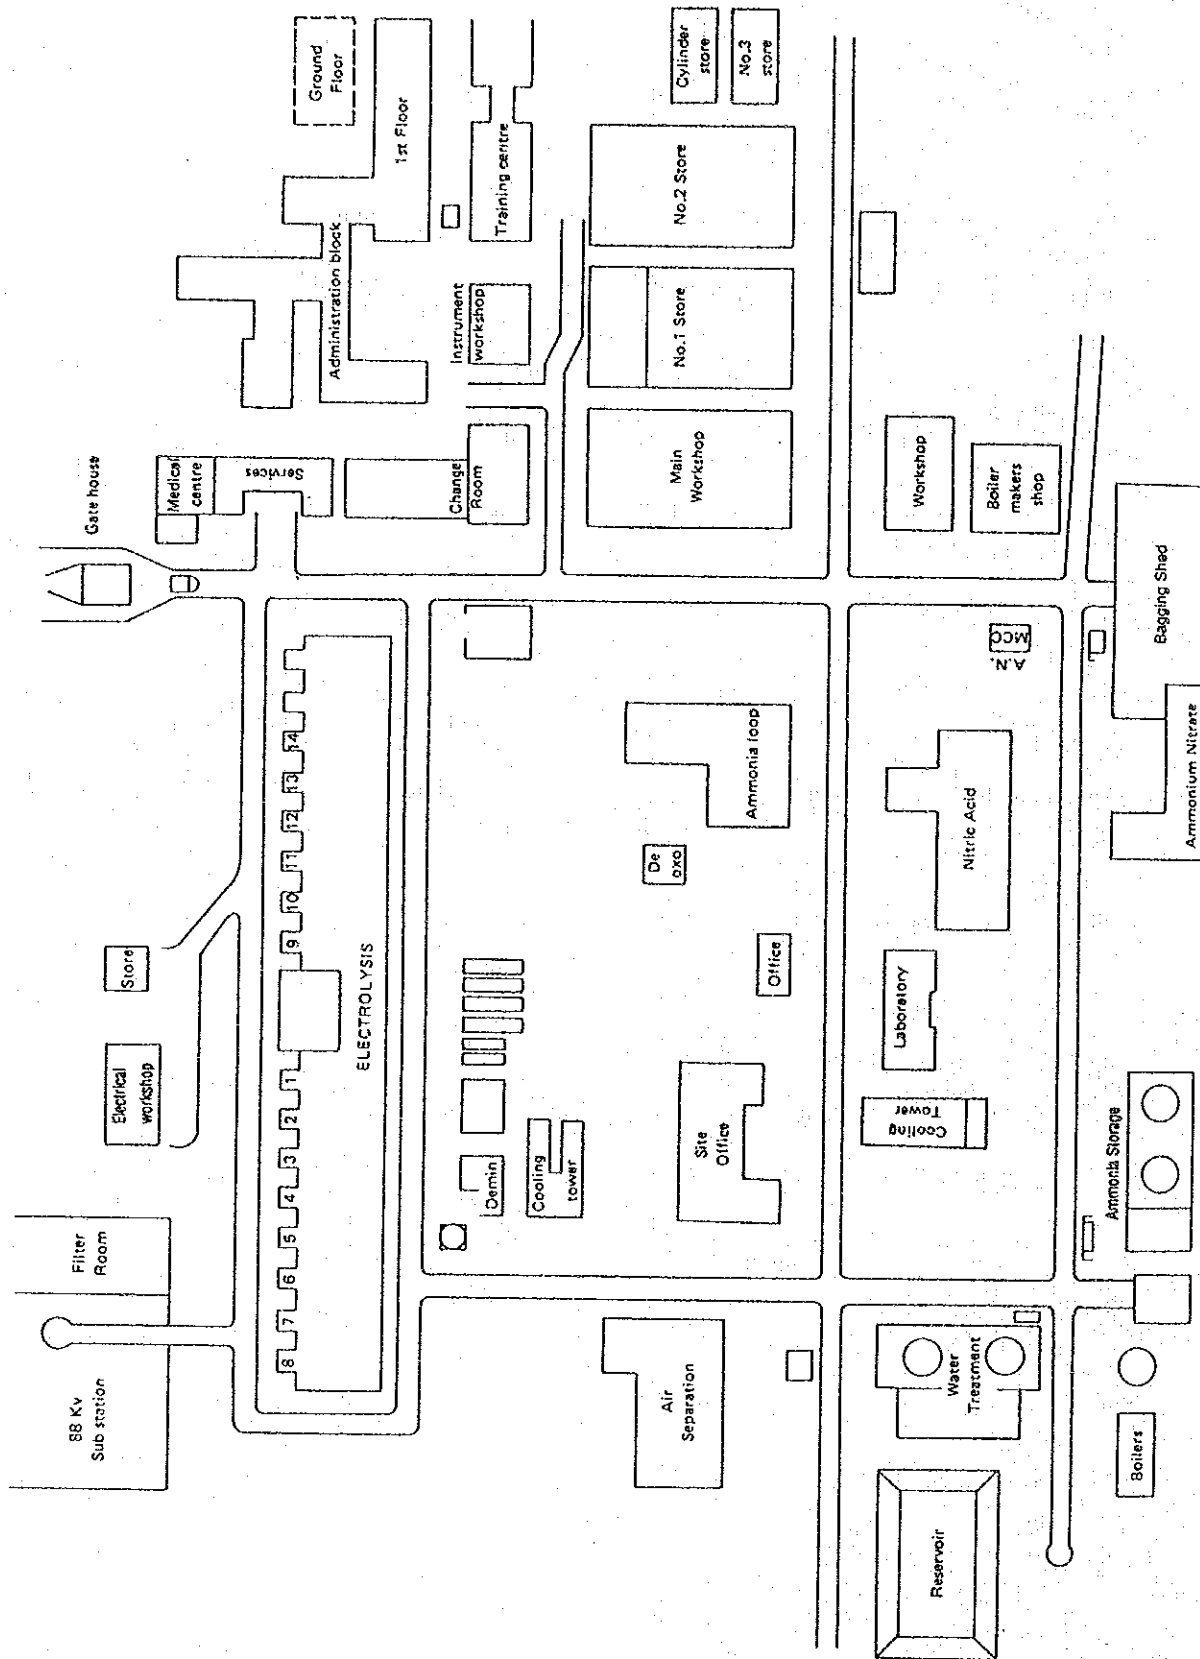 88 Kv
Sub station
Filter
Room
Electrical
workshop
Store
Gate house
Medical
centre
Services
Administration block
Ground
Floor
1st Floor
8
7
6
5
4
3
2
1
9
10
11
12
13
14
ELECTROLYSIS
Change
Room
Instrument
workshop
Training centre
Demin
Cooling
tower
Air
Separation
Site
Office
Office
De
oxo
Ammonia loop
Main
Workshop
No.1 Store
No.2 Store
Cylinder
store
No.3
store
Reservoir
Water
Treatment
Cooling
Tower
Laboratory
Nitric Acid
A.N.
MCC
Workshop
Boiler
makers
shop
Boilers
Ammonia Storage
Ammonium Nitrate
Bagging Shed